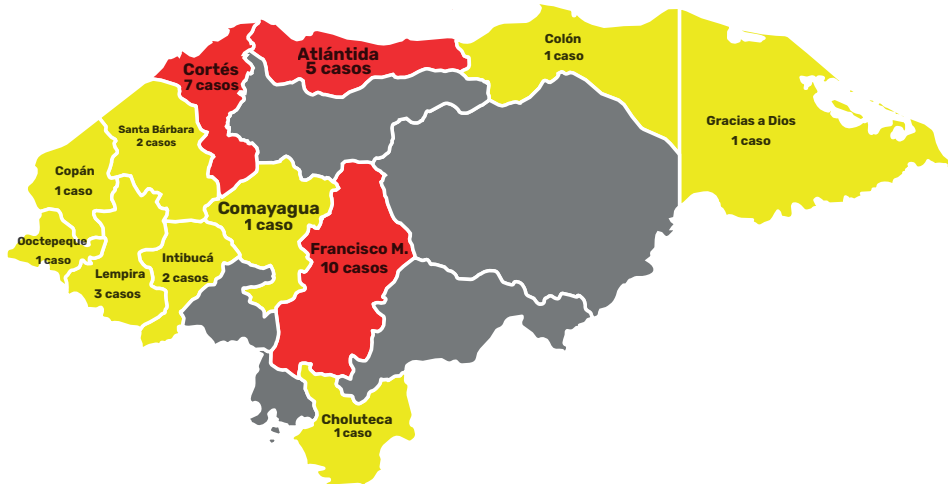 Colón
1 caso
Atlántida
5 casos
Cortés
7 casos
Gracias a Dios
1 caso
Santa Bárbara
2 casos
Copán
1 caso
Comayagua
1 caso
Ooctepeque
1 caso
Francisco M.
10 casos
Intibucá
2 casos
Lempira
3 casos
Choluteca
1 caso